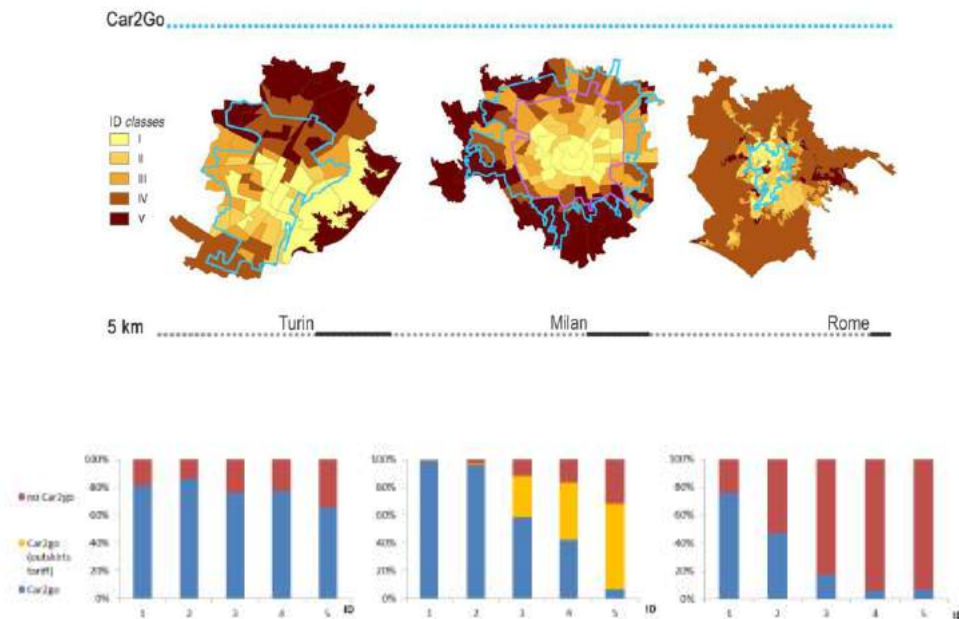 Car2Go
ID classes
I
II
III
IV
V
5 km
Turin
Milan
Rome
100%
80%
60%
40%
20%
0%
1
2
3
4
5
ID
100%
80%
60%
40%
20%
0%
1
2
3
4
5
ID
100%
80%
60%
40%
20%
0%
1
2
3
4
5
ID
no Car2go
Car2go
(outskirts
tariff)
Car2go